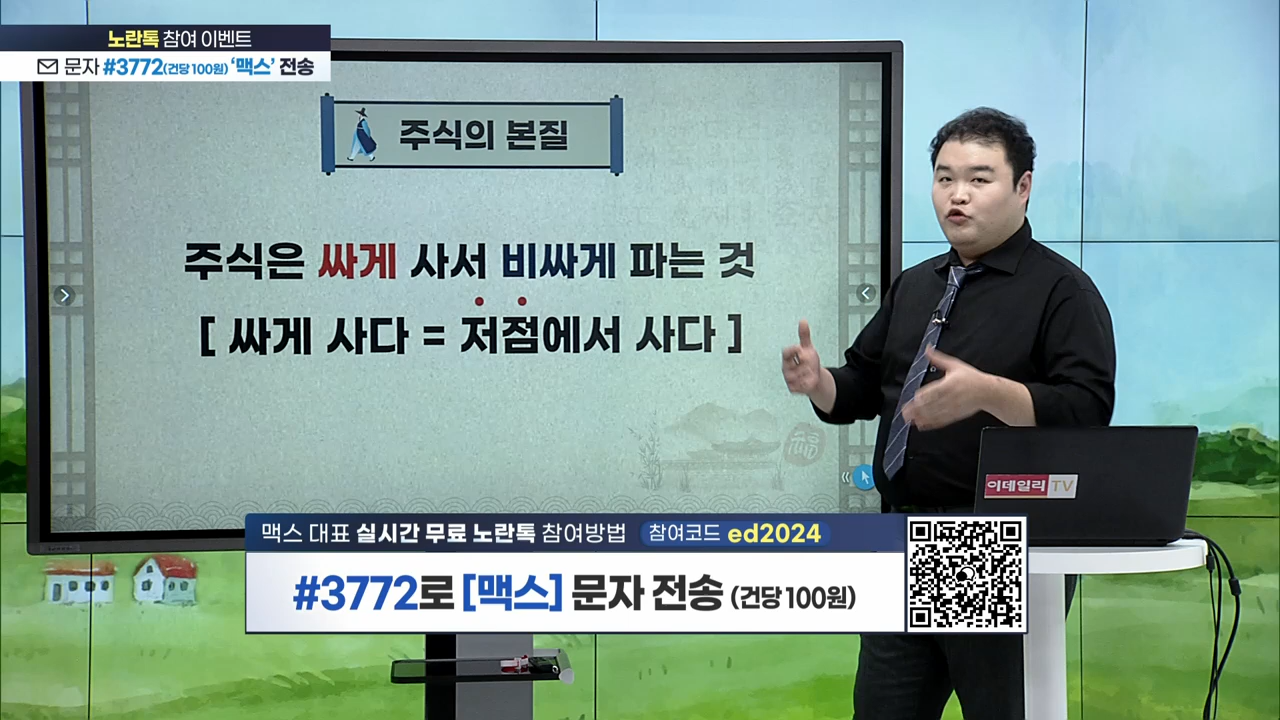 노란톡 참여 이벤트
문자 #3772(건당 100원) ‘맥스’ 전송
주식의 본질
주식은 싸게 사서 비싸게 파는 것
[ 싸게 사다 = 저점에서 사다 ]
福
이데일리TV
맥스 대표 실시간 무료 노란톡 참여방법 참여코드 ed2024
#3772로 [맥스] 문자 전송 (건당 100원)